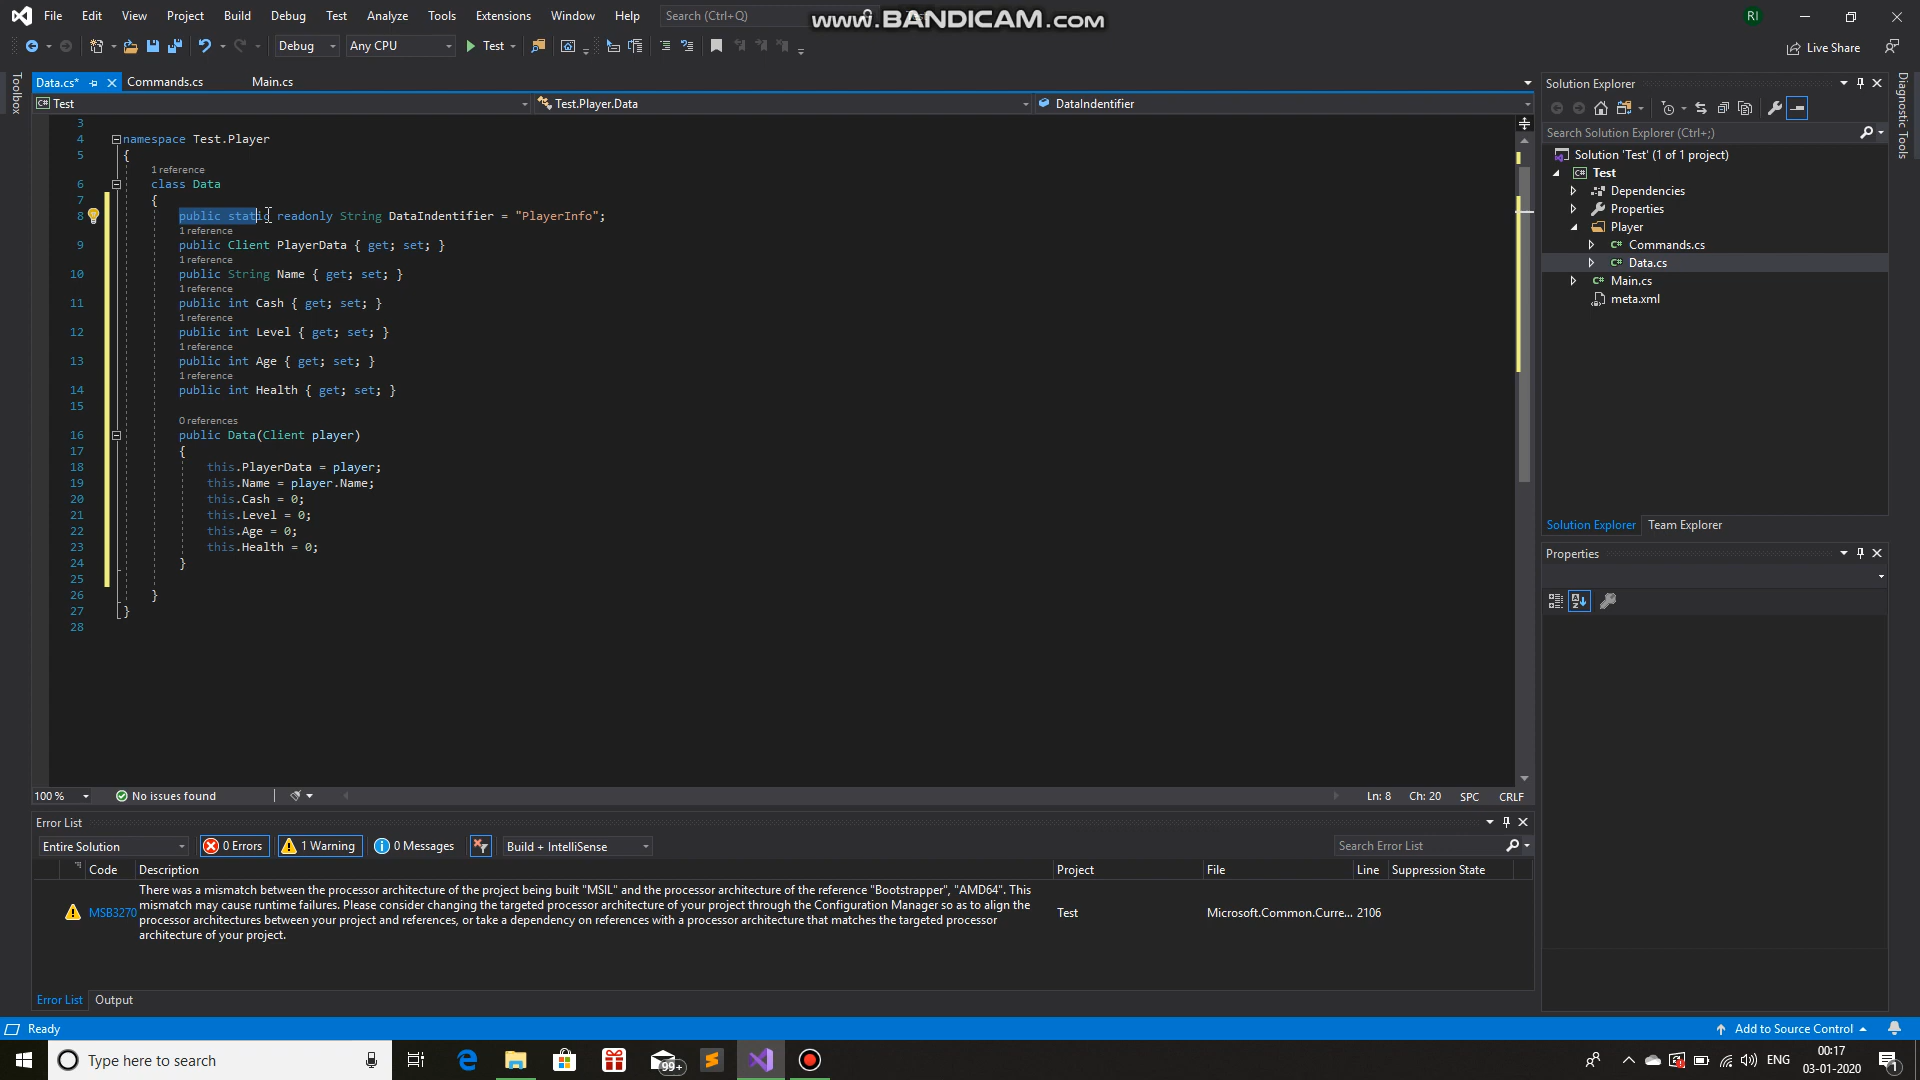 File Edit View Project Build Debug Test Analyze Tools Extensions Window Help Search (Ctrl+Q)
www.BANDICAM.com
RI
Debug Any CPU Test Live Share
Toolbox
Data.cs* Commands.cs Main.cs
Test Test.Player.Data DataIndentifier
3
4 namespace Test.Player
5 {
1 reference
6 class Data
7 {
8 public static readonly String DataIndentifier = "PlayerInfo";
1 reference
9 public Client PlayerData { get; set; }
1 reference
10 public String Name { get; set; }
1 reference
11 public int Cash { get; set; }
1 reference
12 public int Level { get; set; }
1 reference
13 public int Age { get; set; }
1 reference
14 public int Health { get; set; }
15
0 references
16 public Data(Client player)
17 {
18 this.PlayerData = player;
19 this.Name = player.Name;
20 this.Cash = 0;
21 this.Level = 0;
22 this.Age = 0;
23 this.Health = 0;
24 }
25
26 }
27 }
28
100 % No issues found Ln: 8 Ch: 20 SPC CRLF
Solution Explorer
Search Solution Explorer (Ctrl+;)
Solution 'Test' (1 of 1 project)
Test
Dependencies
Properties
Player
Commands.cs
Data.cs
Main.cs
meta.xml
Solution Explorer Team Explorer
Properties
Diagnostic Tools
Error List
Entire Solution 0 Errors 1 Warning 0 Messages Build + IntelliSense Search Error List
Code Description Project File Line Suppression State
MSB3270 There was a mismatch between the processor architecture of the project being built "MSIL" and the processor architecture of the reference "Bootstrapper", "AMD64". This
mismatch may cause runtime failures. Please consider changing the targeted processor architecture of your project through the Configuration Manager so as to align the
processor architectures between your project and references, or take a dependency on references with a processor architecture that matches the targeted processor
architecture of your project.
Test Microsoft.Common.Curre... 2106
Error List Output
Ready Add to Source Control
Type here to search 99+ ENG 00:17
03-01-2020
1